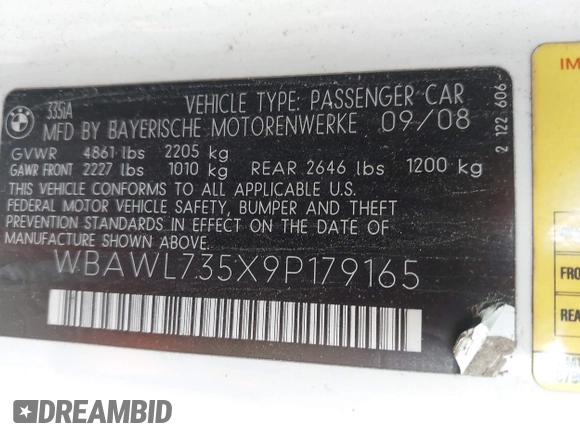 BMW
335iA
VEHICLE TYPE: PASSENGER CAR
MFD BY BAYERISCHE MOTORENWERKE 09/08
GVWR 4861 lbs 2205 kg
GAWR FRONT 2227 lbs 1010 kg REAR 2646 lbs 1200 kg
THIS VEHICLE CONFORMS TO ALL APPLICABLE U.S.
FEDERAL MOTOR VEHICLE SAFETY, BUMPER AND THEFT
PREVENTION STANDARDS IN EFFECT ON THE DATE OF
MANUFACTURE SHOWN ABOVE.
WBAWL735X9P179165
2 122 606
IM
FRO
REA
DREAMBID